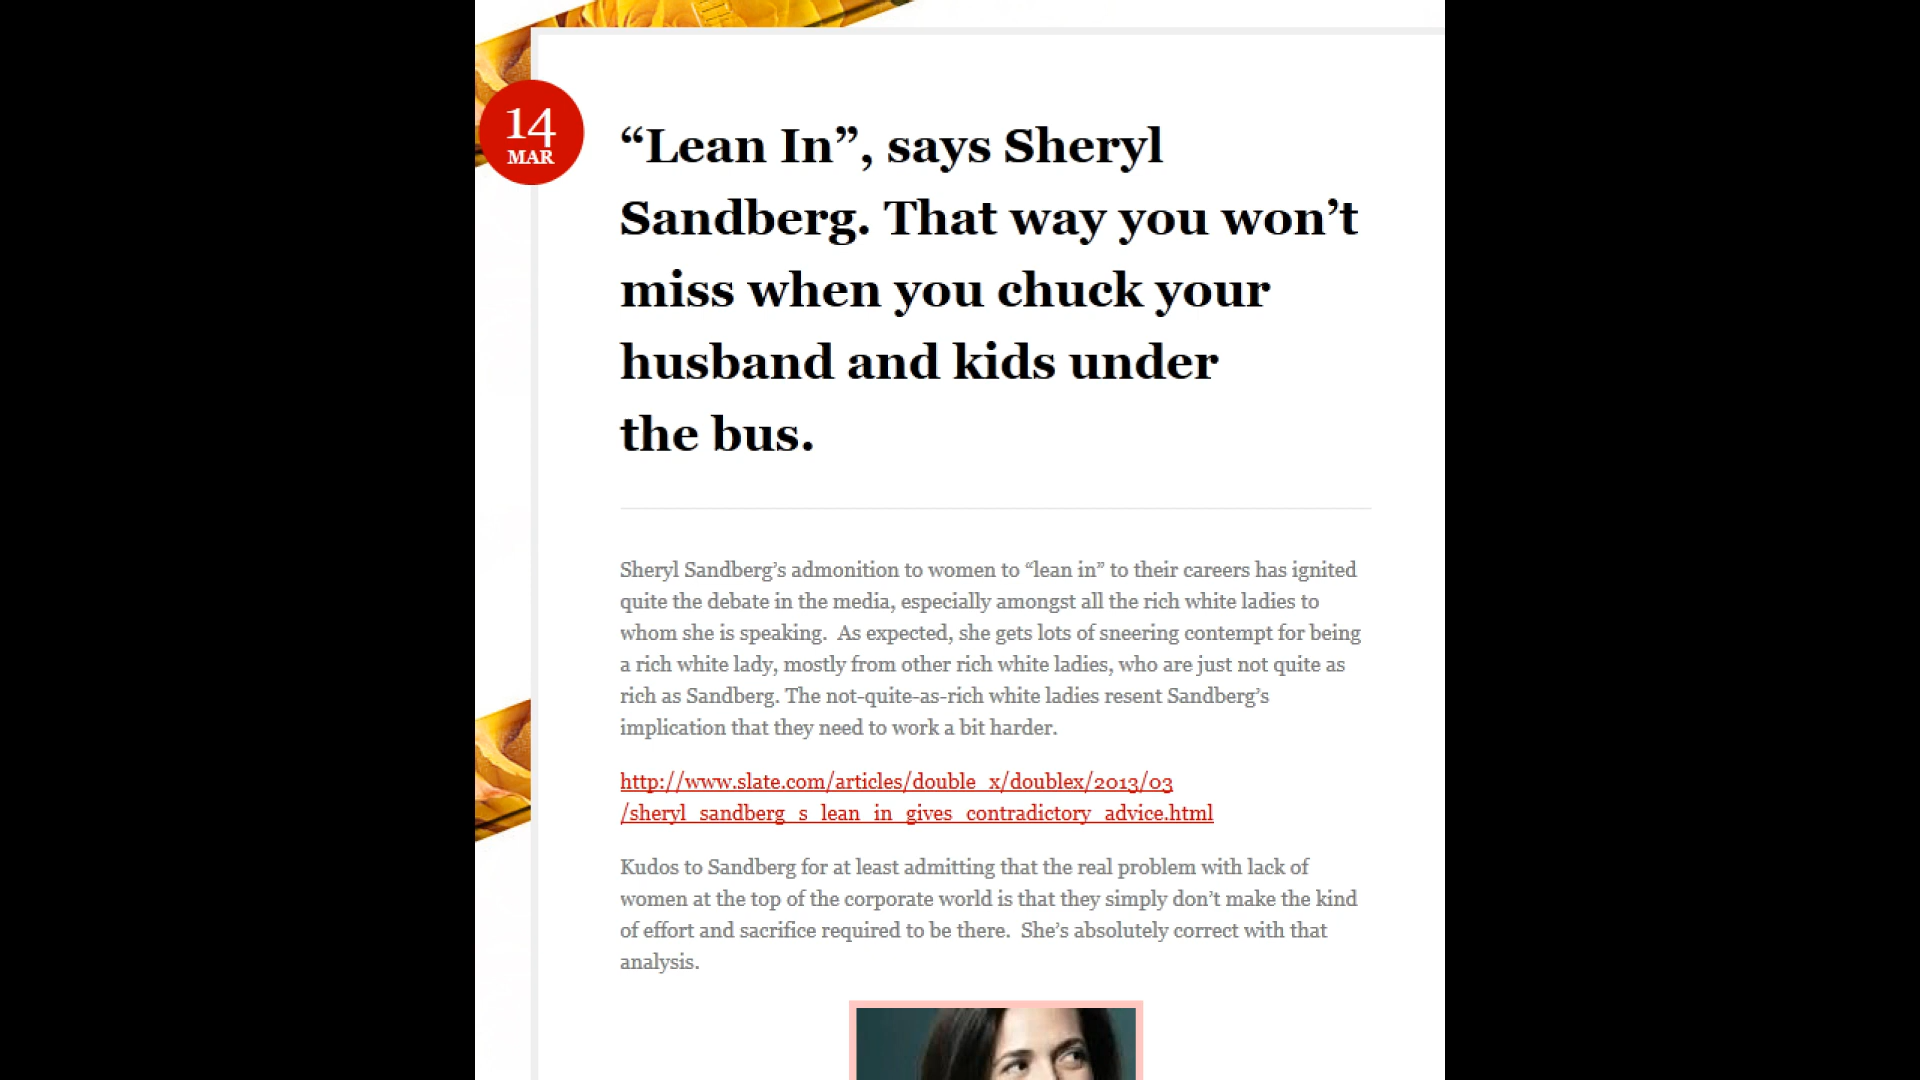 14
MAR
“Lean In”, says Sheryl
Sandberg. That way you won’t
miss when you chuck your
husband and kids under
the bus.
Sheryl Sandberg’s admonition to women to “lean in” to their careers has ignited
quite the debate in the media, especially amongst all the rich white ladies to
whom she is speaking.  As expected, she gets lots of sneering contempt for being
a rich white lady, mostly from other rich white ladies, who are just not quite as
rich as Sandberg. The not-quite-as-rich white ladies resent Sandberg’s
implication that they need to work a bit harder.
http://www.slate.com/articles/double_x/doublex/2013/03
/sheryl_sandberg_s_lean_in_gives_contradictory_advice.html
Kudos to Sandberg for at least admitting that the real problem with lack of
women at the top of the corporate world is that they simply don’t make the kind
of effort and sacrifice required to be there.  She’s absolutely correct with that
analysis.